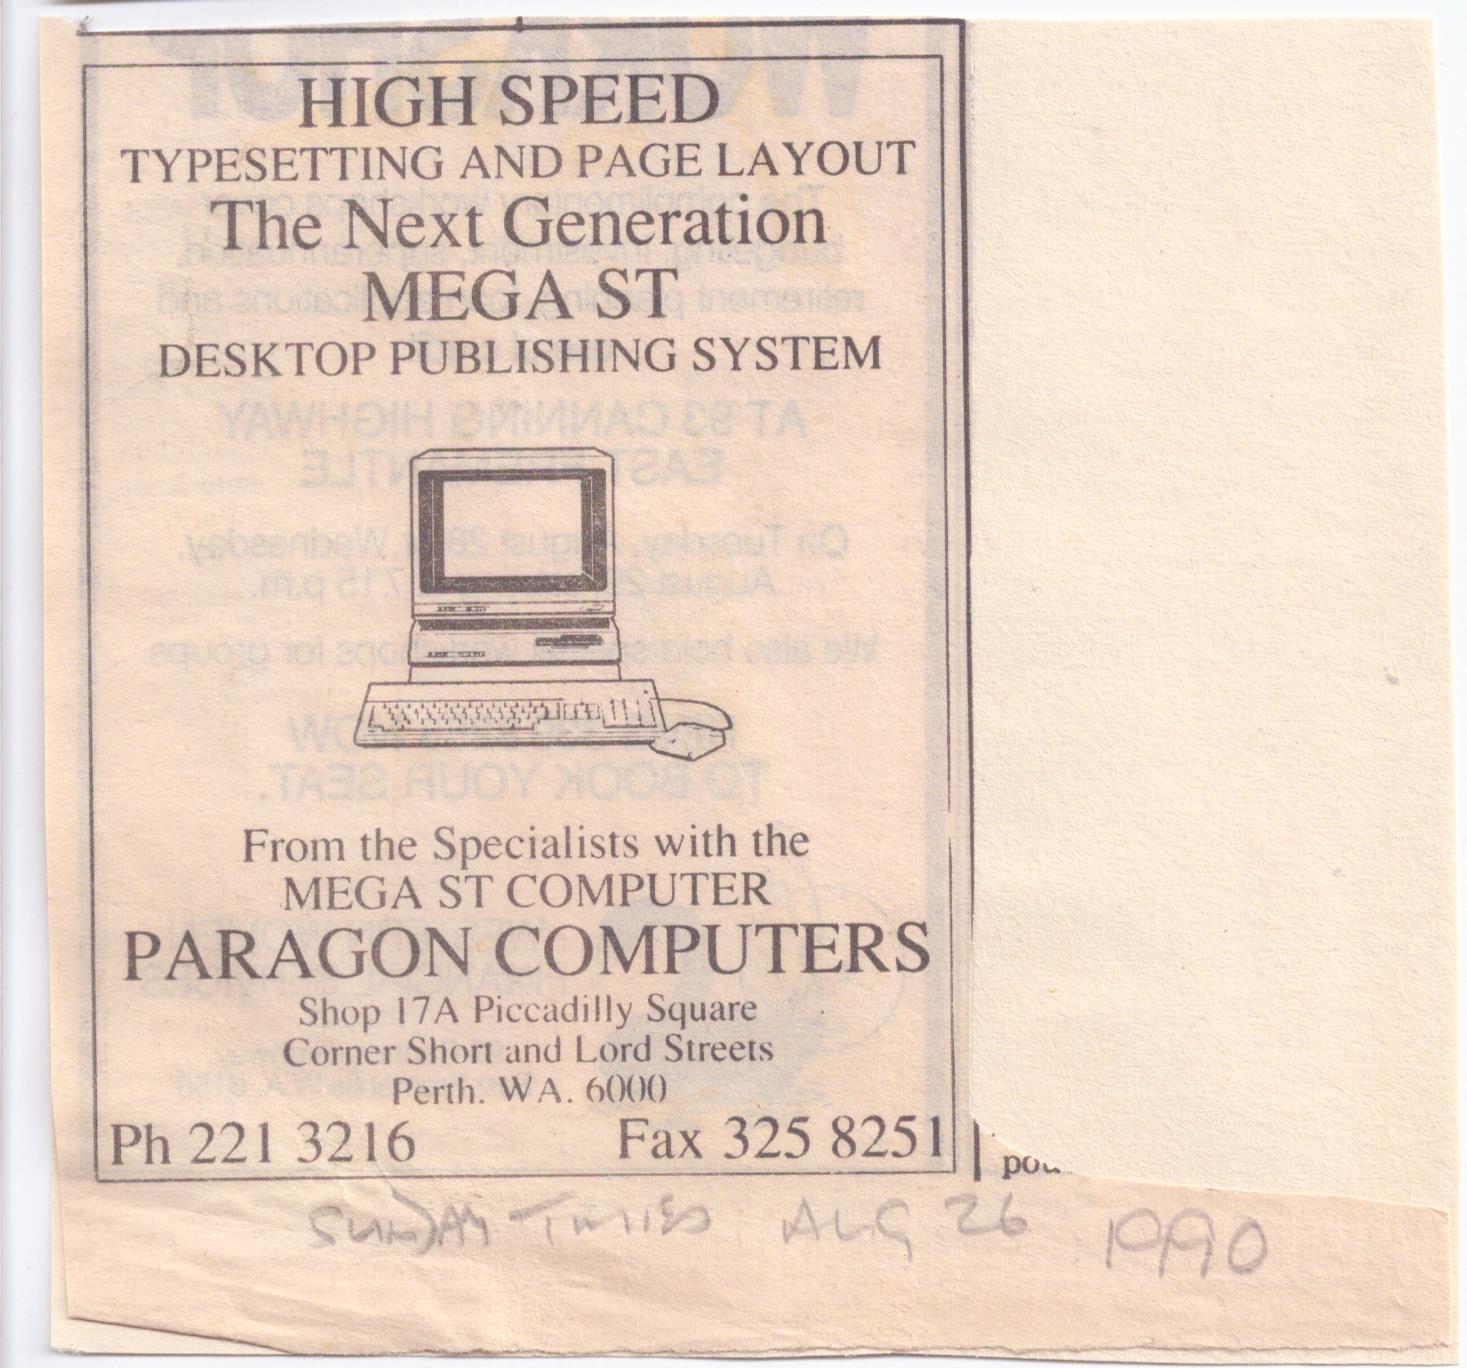 HIGH SPEED
TYPESETTING AND PAGE LAYOUT
The Next Generation
MEGA ST
DESKTOP PUBLISHING SYSTEM
From the Specialists with the
MEGA ST COMPUTER
PARAGON COMPUTERS
Shop 17A Piccadilly Square
Corner Short and Lord Streets
Perth. WA. 6000
Ph 221 3216 Fax 325 8251
SUNDAY TIMES AUG 26 1990